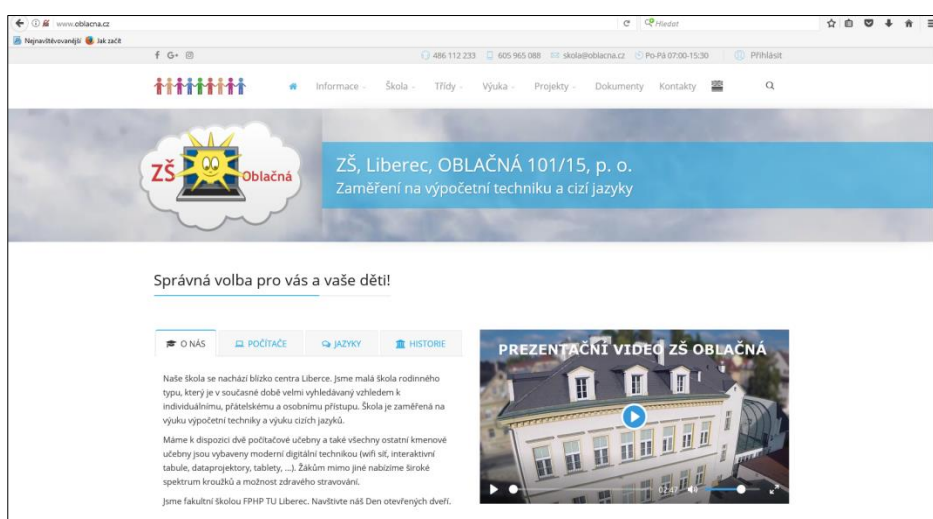 www.oblacna.cz
Hledat
Nejnavštěvovanější Jak začít
486 112 233 605 965 088 skola@oblacna.cz Po-Pá 07:00-15:30 Přihlásit
Informace Škola Třídy Výuka Projekty Dokumenty Kontakty
ZŠ Oblačná
ZŠ, Liberec, OBLAČNÁ 101/15, p. o.
Zaměření na výpočetní techniku a cizí jazyky
Správná volba pro vás a vaše děti!
O NÁS POČÍTAČE JAZYKY HISTORIE
Naše škola se nachází blízko centra Liberce. Jsme malá škola rodinného
typu, který je v současné době velmi vyhledávaný vzhledem k
individuálnímu, přátelskému a osobnímu přístupu. Škola je zaměřená na
výuku výpočetní techniky a výuku cizích jazyků.
Máme k dispozici dvě počítačové učebny a také všechny ostatní kmenové
učebny jsou vybaveny moderní digitální technikou (wifi síť, interaktivní
tabule, dataprojektory, tablety, ...). Žákům mimo jiné nabízíme široké
spektrum kroužků a možnost zdravého stravování.
Jsme fakultní školou FPHP TU Liberec. Navštivte náš Den otevřených dveří.
PREZENTAČNÍ VIDEO ZŠ OBLAČNÁ
02:47